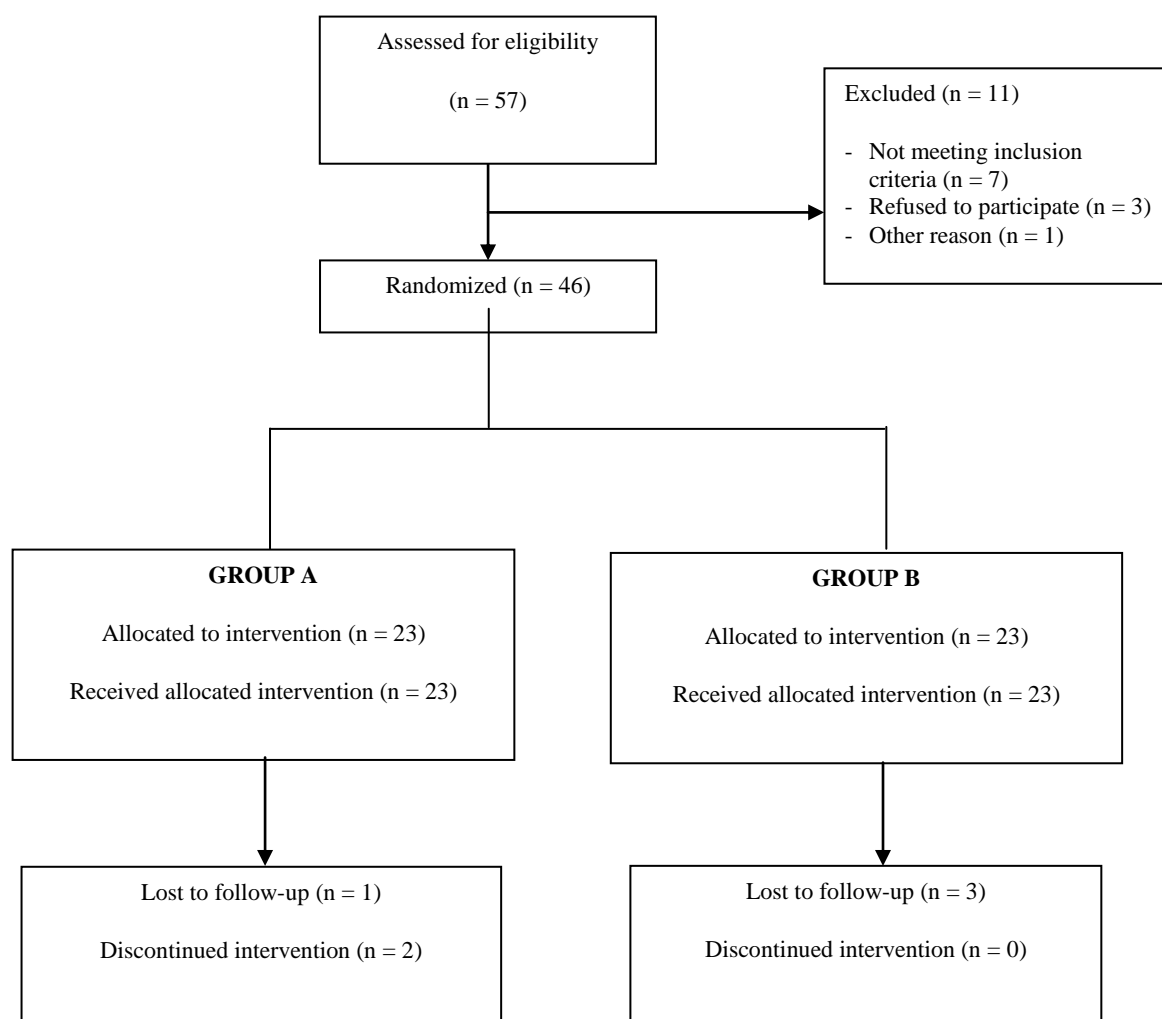 Assessed for eligibility
(n = 57)
Excluded (n = 11)
- Not meeting inclusion
criteria (n = 7)
- Refused to participate (n = 3)
- Other reason (n = 1)
Randomized (n = 46)
GROUP A
Allocated to intervention (n = 23)
Received allocated intervention (n = 23)
GROUP B
Allocated to intervention (n = 23)
Received allocated intervention (n = 23)
Lost to follow-up (n = 1)
Discontinued intervention (n = 2)
Lost to follow-up (n = 3)
Discontinued intervention (n = 0)